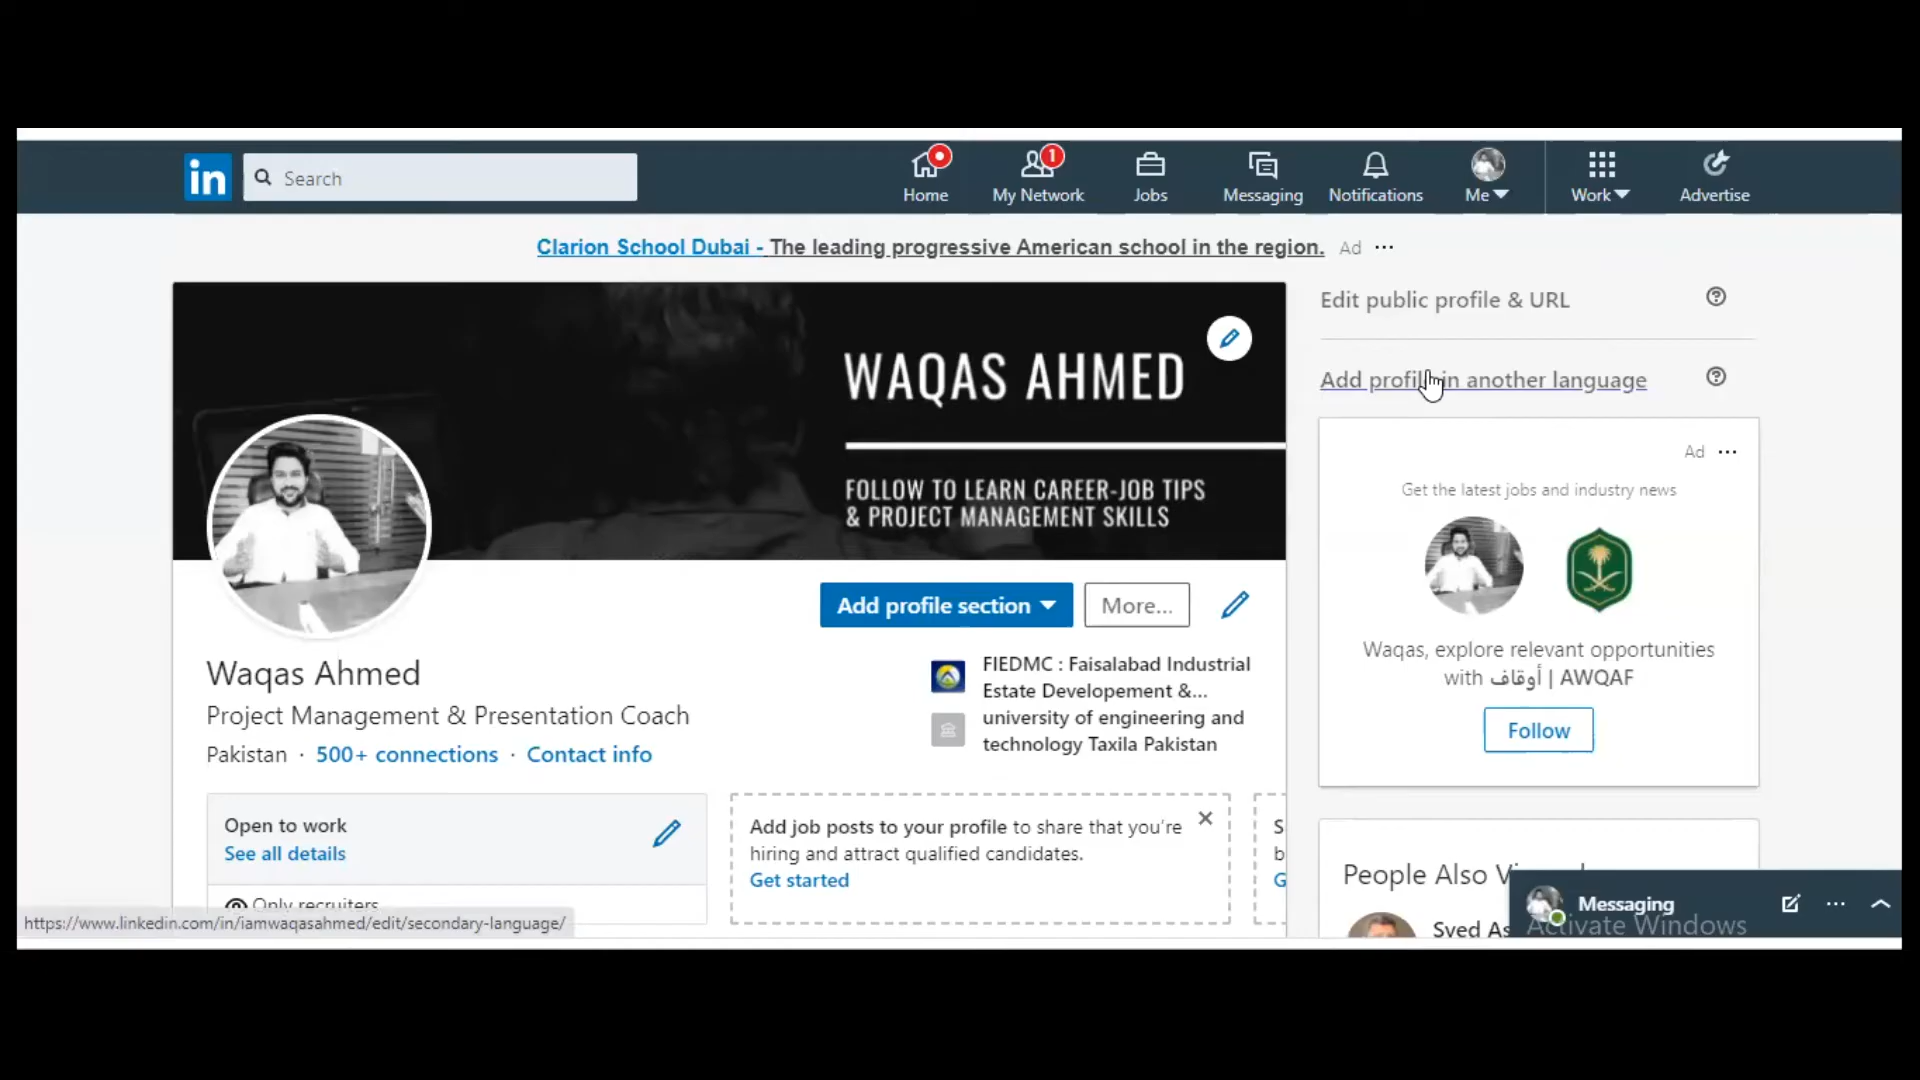 in
Search
Home
1
My Network
Jobs
Messaging
Notifications
Me
Work
Advertise
Clarion School Dubai - The leading progressive American school in the region.
Ad
WAQAS AHMED
FOLLOW TO LEARN CAREER-JOB TIPS
& PROJECT MANAGEMENT SKILLS
Edit public profile & URL
Add profile in another language
Ad
Get the latest jobs and industry news
Waqas, explore relevant opportunities
with أوقاف | AWQAF
Follow
Add profile section
More...
Waqas Ahmed
Project Management & Presentation Coach
Pakistan · 500+ connections · Contact info
FIEDMC : Faisalabad Industrial
Estate Developement &...
university of engineering and
technology Taxila Pakistan
Open to work
See all details
Only recruiters
Add job posts to your profile to share that you're
hiring and attract qualified candidates.
Get started
S
b
G
People Also
Messaging
Activate Windows
https://www.linkedin.com/in/iamwaqasahmed/edit/secondary-language/